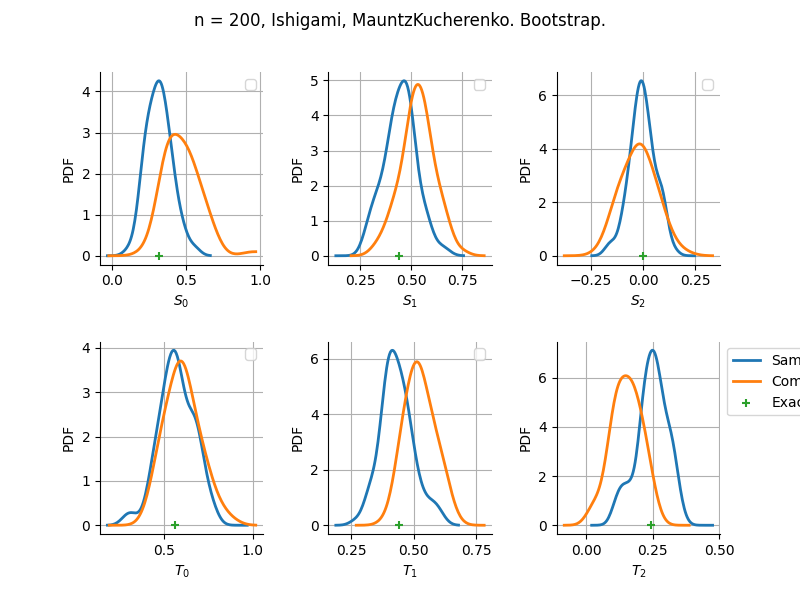 n = 200, Ishigami, MauntzKucherenko. Bootstrap.
4
3
2
1
0
PDF
0.0 0.5 1.0
S0
5
4
3
2
1
0
PDF
0.25 0.50 0.75
S1
6
4
2
0
PDF
−0.25 0.00 0.25
S2
4
3
2
1
0
PDF
0.5 1.0
T0
6
4
2
0
PDF
0.25 0.50 0.75
T1
6
4
2
0
PDF
0.00 0.25 0.50
T2